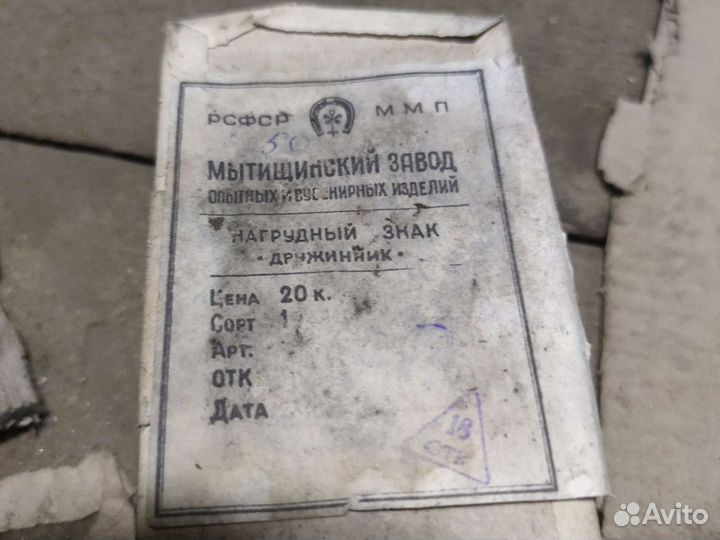 РСФСР ММП
50
МЫТИЩИНСКИЙ ЗАВОД
ОПЫТНЫХ И СУВЕНИРНЫХ ИЗДЕЛИЙ
НАГРУДНЫЙ ЗНАК
• ДРУЖИННИК •
ЦЕНА 20 к.
СОРТ 1
АРТ.
ОТК
ДАТА
18
ОТК
Avito